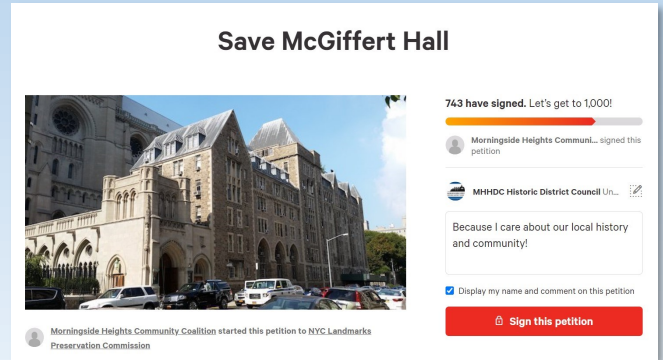 Save McGiffert Hall
743 have signed. Let's get to 1,000!
Morningside Heights Communi... signed this
petition
MHHDC Historic District Council Un...
Because I care about our local history
and community!
Display my name and comment on this petition
Sign this petition
Morningside Heights Community Coalition started this petition to NYC Landmarks
Preservation Commission